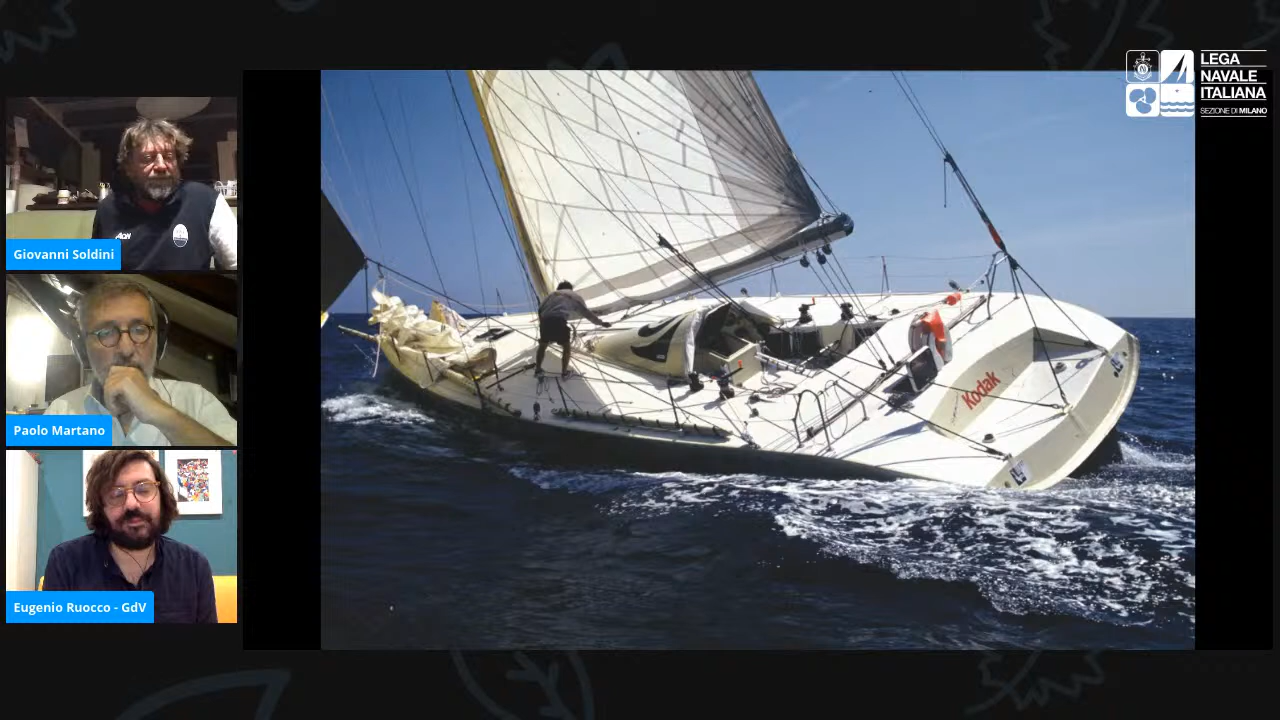 LEGA
NAVALE
ITALIANA
SEZIONE DI MILANO
Giovanni Soldini
Paolo Martano
Eugenio Ruocco - GdV
Kodak